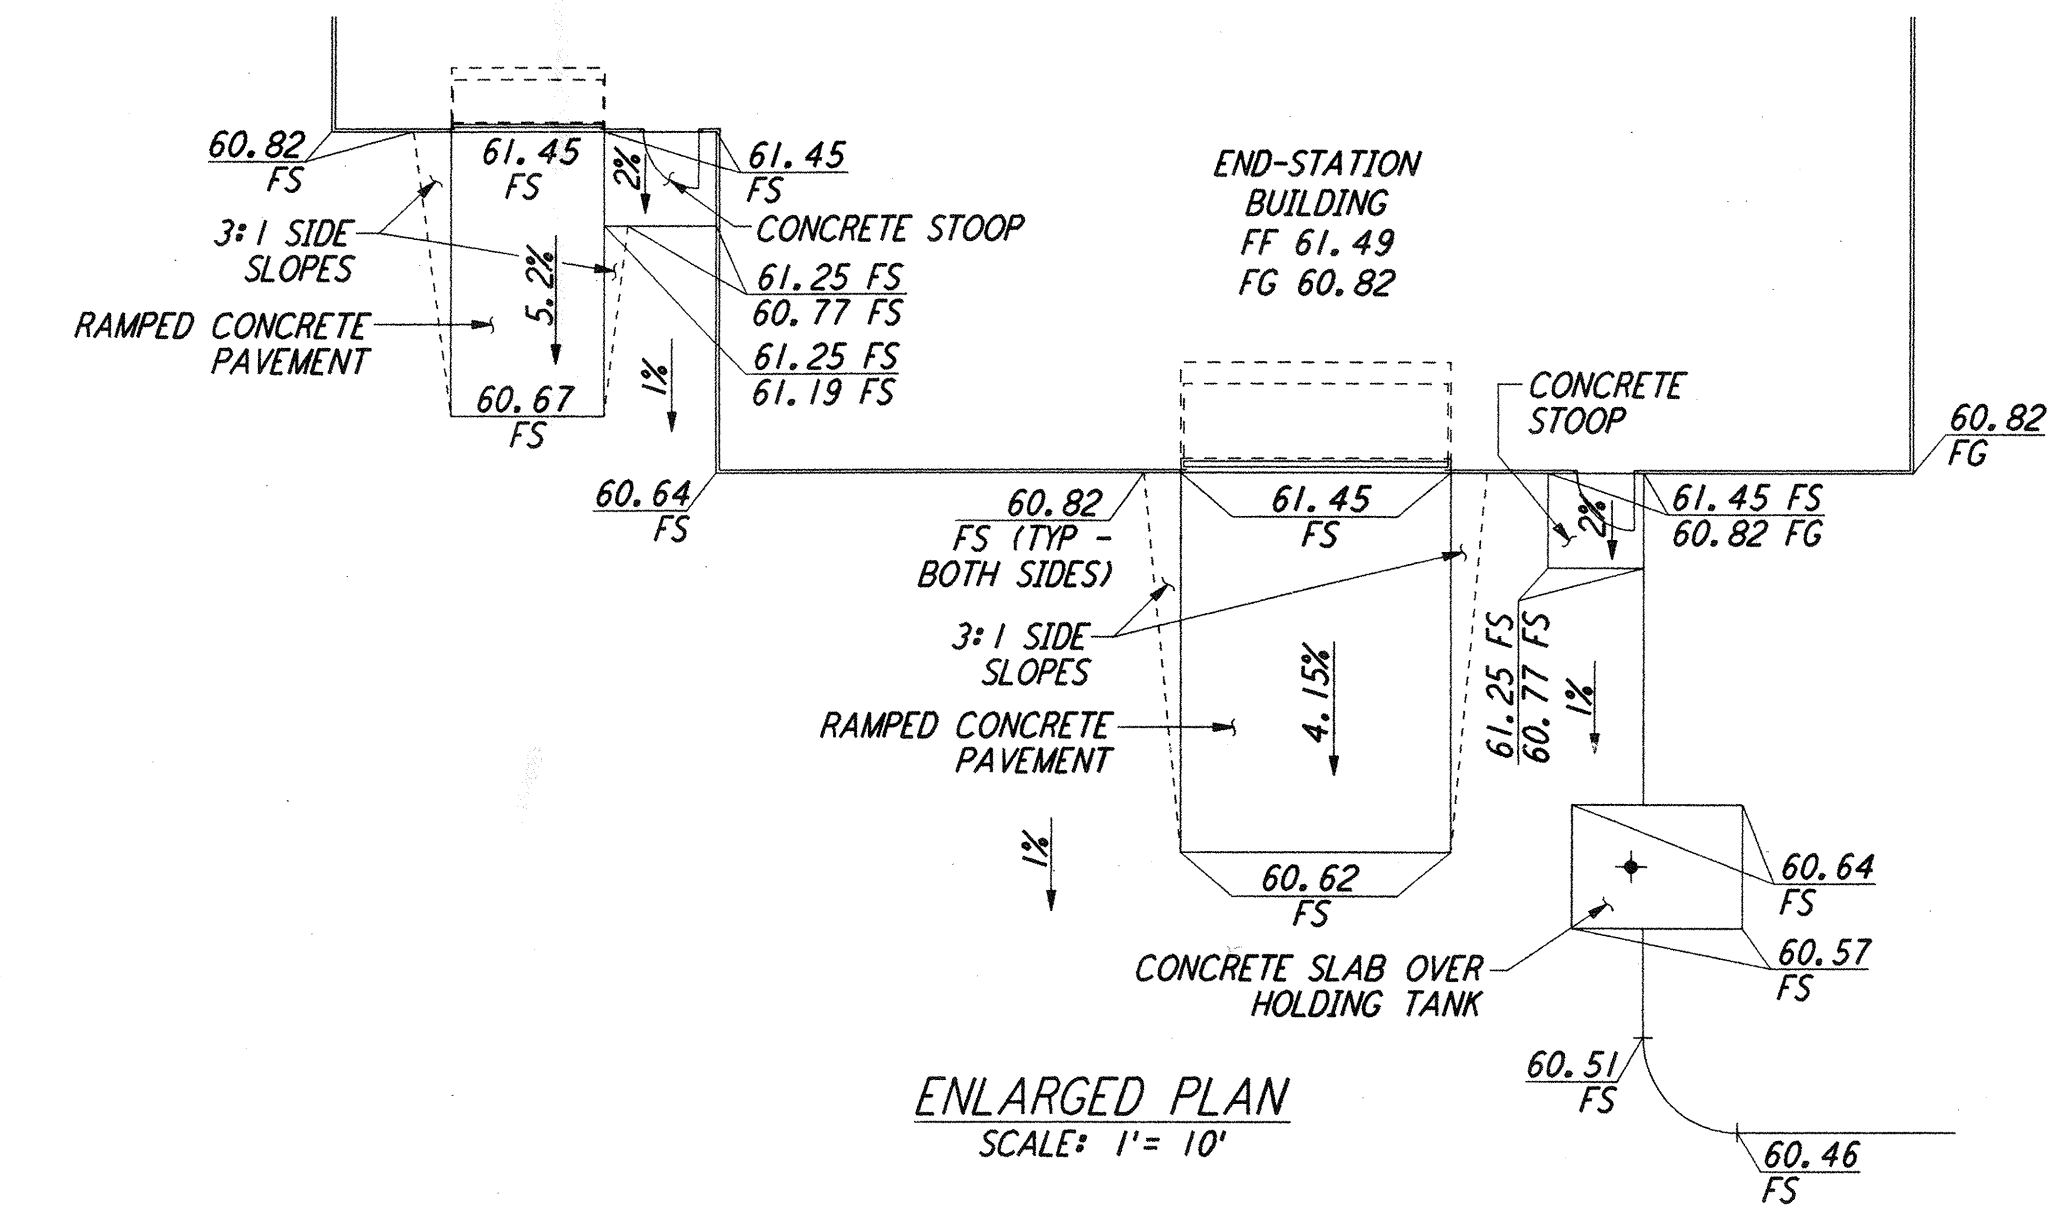 60.82
FS
61.45
FS
2%
61.45
FS
END-STATION
BUILDING
FF 61.49
FG 60.82
3:1 SIDE
SLOPES
CONCRETE STOOP
5.2%
61.25 FS
60.77 FS
RAMPED CONCRETE
PAVEMENT
61.25 FS
61.19 FS
1%
60.67
FS
60.64
FS
CONCRETE
STOOP
60.82
FG
60.82
FS (TYP -
BOTH SIDES)
61.45
FS
2%
61.45 FS
60.82 FG
3:1 SIDE
SLOPES
61.25 FS
60.77 FS
1%
4.15%
RAMPED CONCRETE
PAVEMENT
1%
60.62
FS
60.64
FS
CONCRETE SLAB OVER
HOLDING TANK
60.57
FS
60.51
FS
60.46
FS
ENLARGED PLAN
SCALE: 1'= 10'